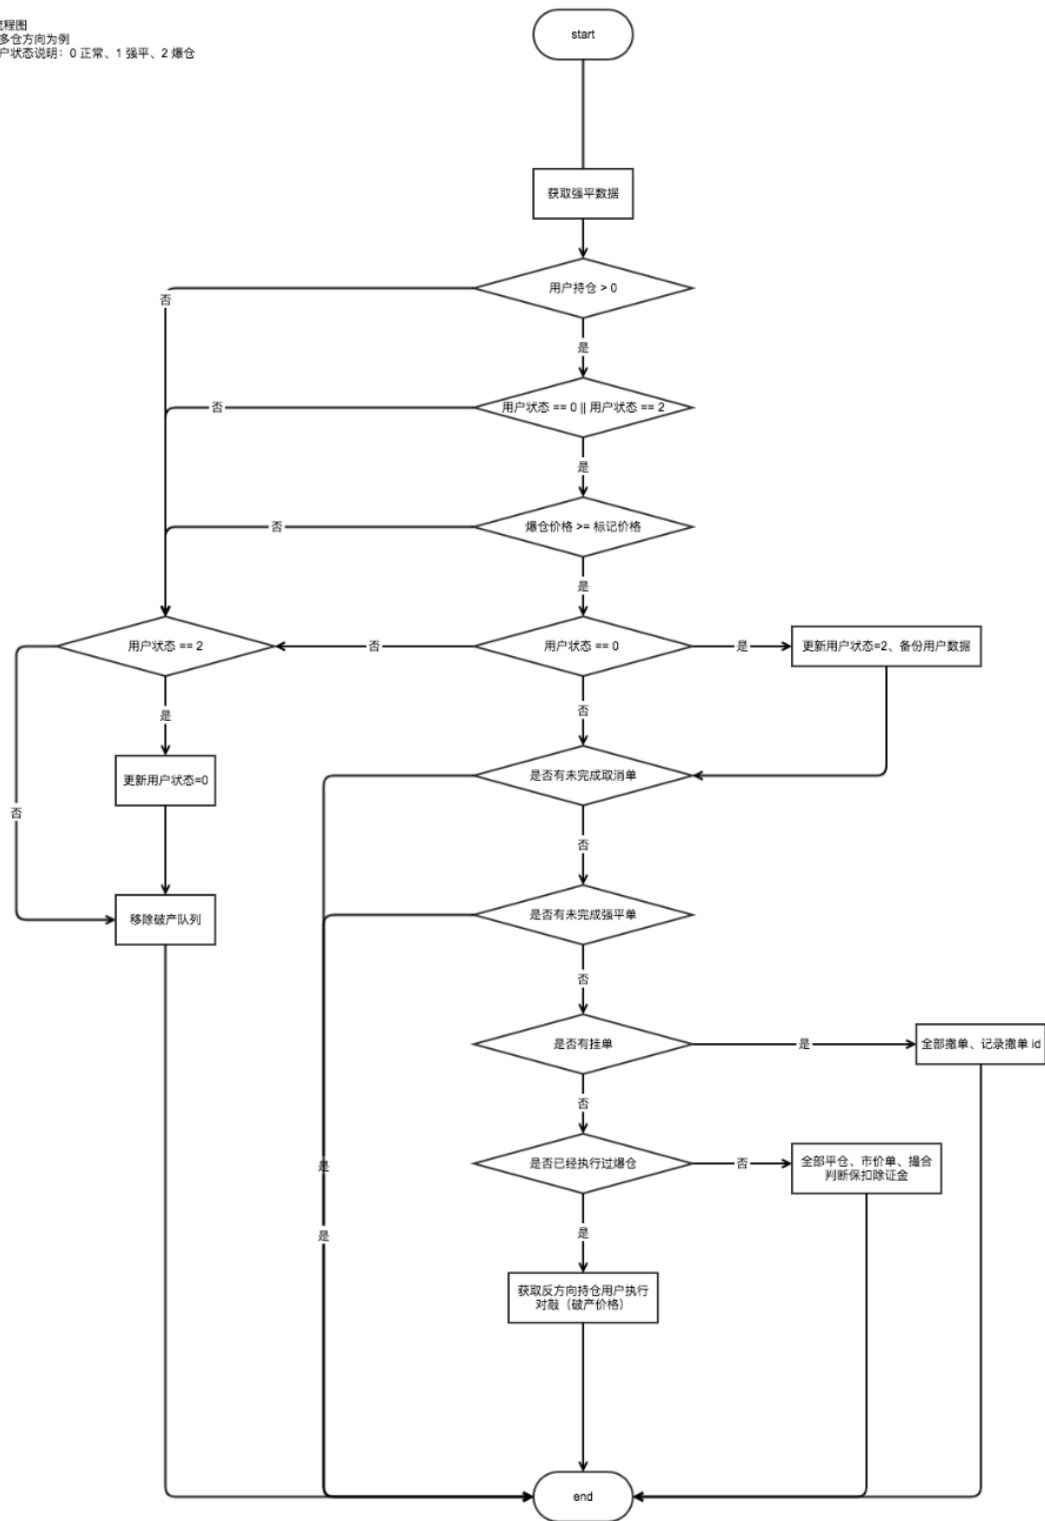 程图
多仓方向为例
户状态说明：0 正常、1 强平、2 爆仓
start
获取强平数据
用户持仓 > 0
否
是
用户状态 == 0 || 用户状态 == 2
否
是
爆仓价格 >= 标记价格
否
是
用户状态 == 2
否
用户状态 == 0
是
更新用户状态=2、备份用户数据
是
否
更新用户状态=0
是否有未完成取消单
否
否
移除破产队列
是否有未完成强平单
否
是否有挂单
是
全部撤单、记录撤单 id
否
是否已经执行过爆仓
否
全部平仓、市价单、撮合
判断保扣除证金
是
是
是
获取反方向持仓用户执行
对敲（破产价格）
end